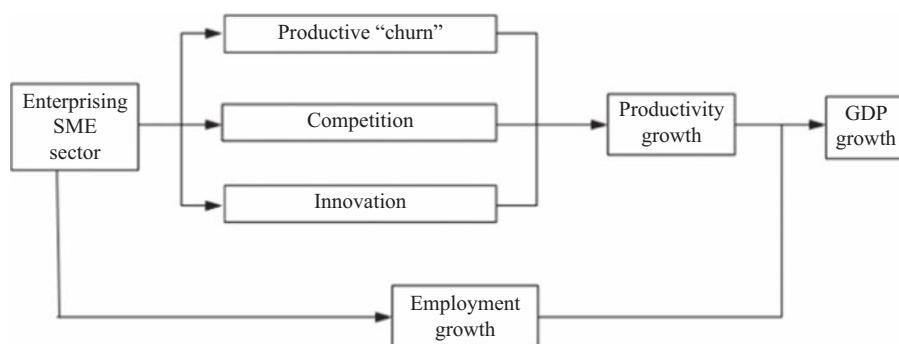 Productive “churn”
Enterprising
SME
sector
Competition
Productivity
growth
GDP
growth
Innovation
Employment
growth